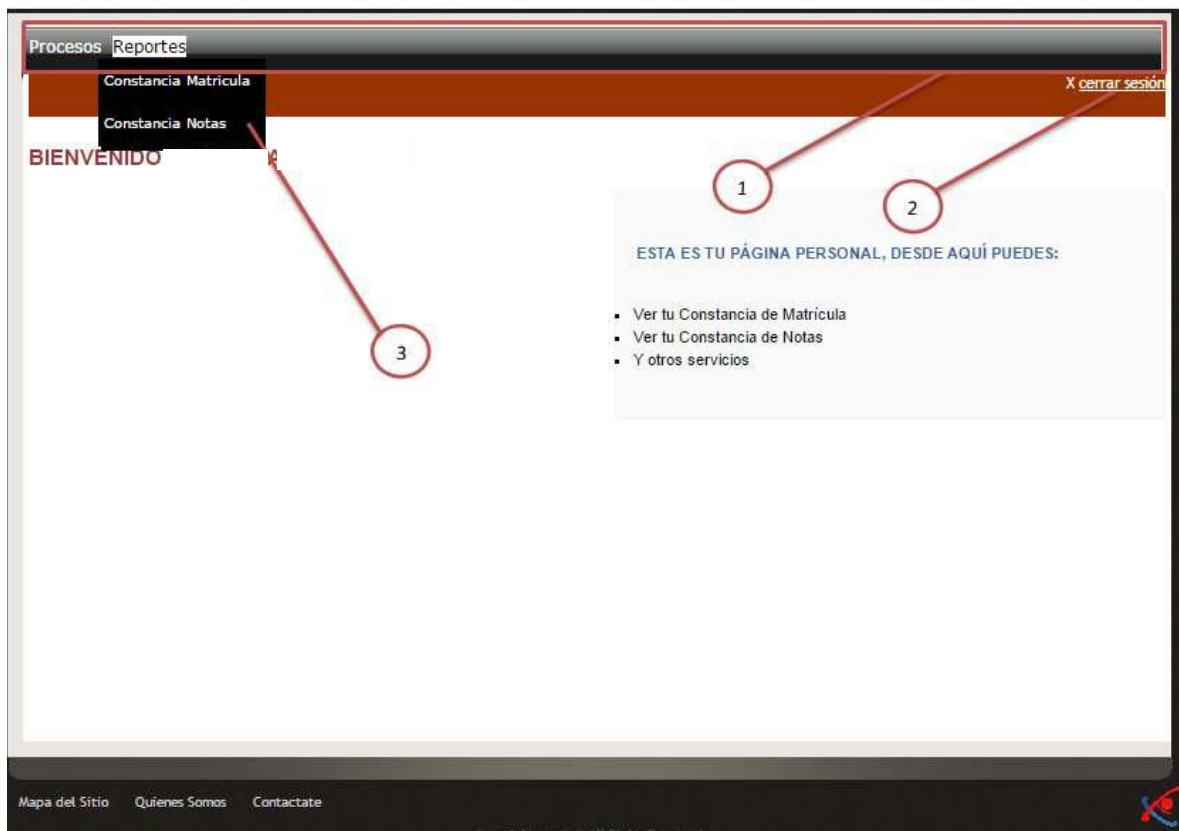 Procesos Reportes
Constancia Matricula
X cerrar sesión
Constancia Notas
BIENVENIDO
1
2
ESTA ES TU PÁGINA PERSONAL, DESDE AQUÍ PUEDES:
Ver tu Constancia de Matrícula
Ver tu Constancia de Notas
Y otros servicios
3
Mapa del Sitio Quienes Somos Contactate